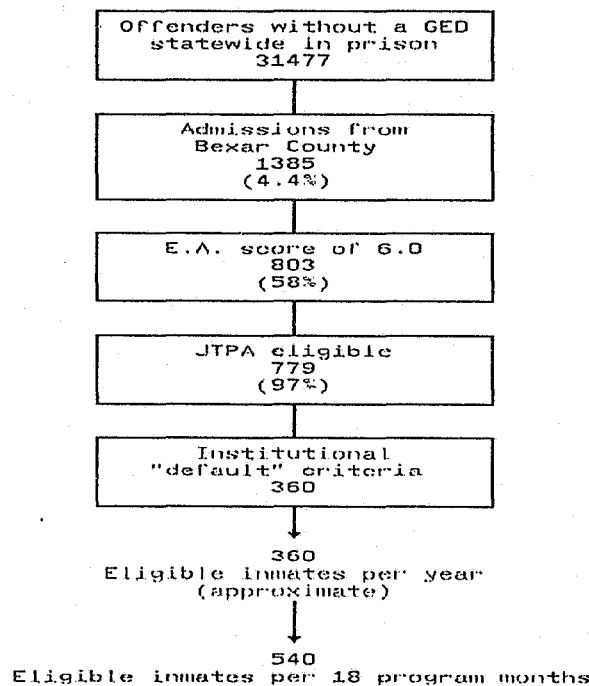 Offenders without a GED
statewide in prison
31477
Admissions from
Bexar County
1385
(4.4%)
E.A. score of 6.0
803
(58%)
JTPA eligible
779
(97%)
Institutional
"default" criteria
360
360
Eligible inmates per year
(approximate)
540
Eligible inmates per 18 program months